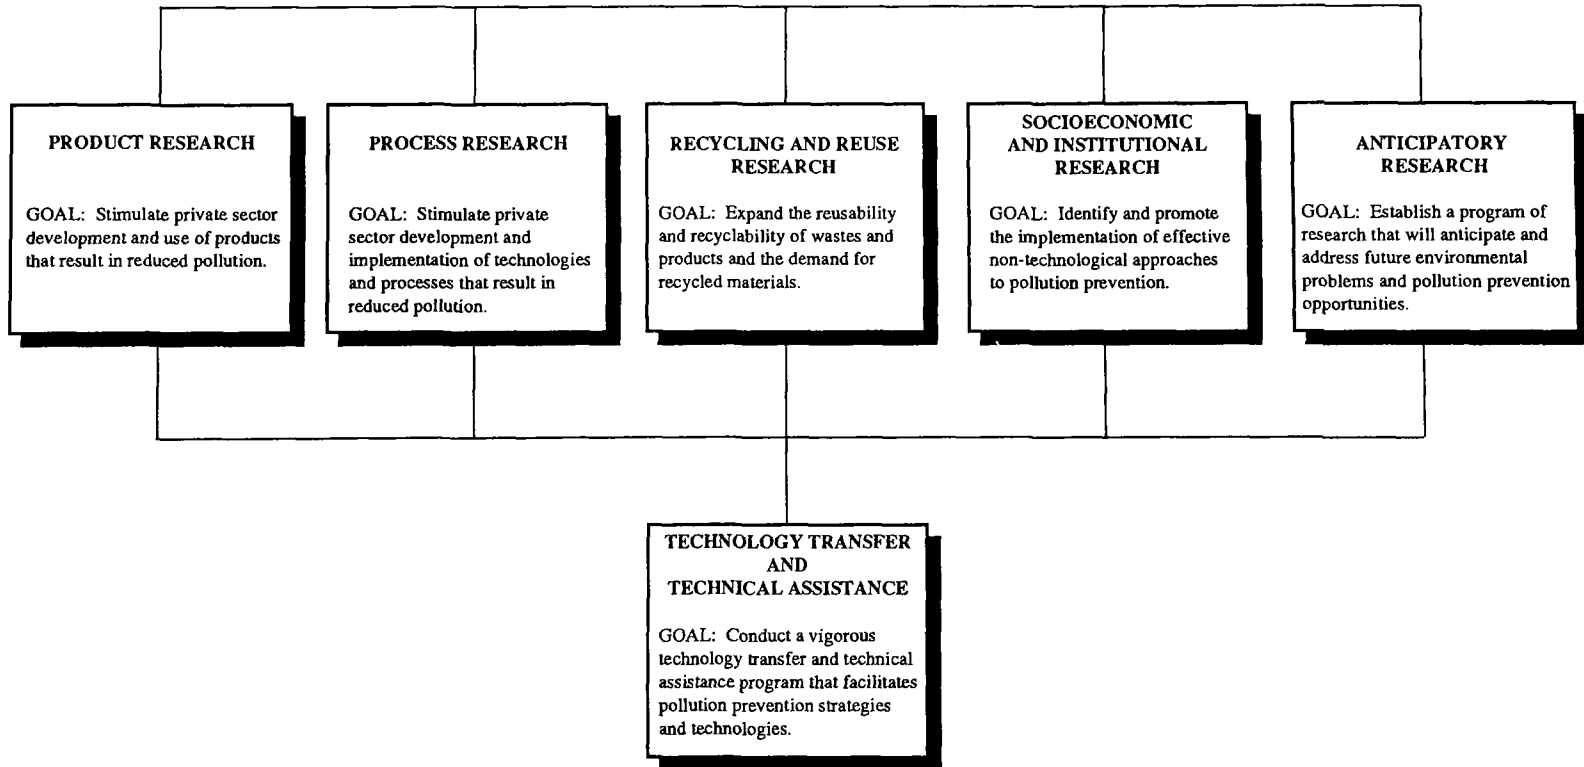 PRODUCT RESEARCH
GOAL: Stimulate private sector
development and use of products
that result in reduced pollution.
PROCESS RESEARCH
GOAL: Stimulate private
sector development and
implementation of technologies
and processes that result in
reduced pollution.
RECYCLING AND REUSE
RESEARCH
GOAL: Expand the reusability
and recyclability of wastes and
products and the demand for
recycled materials.
SOCIOECONOMIC
AND INSTITUTIONAL
RESEARCH
GOAL: Identify and promote
the implementation of effective
non-technological approaches
to pollution prevention.
ANTICIPATORY
RESEARCH
GOAL: Establish a program of
research that will anticipate and
address future environmental
problems and pollution prevention
opportunities.
TECHNOLOGY TRANSFER
AND
TECHNICAL ASSISTANCE
GOAL: Conduct a vigorous
technology transfer and technical
assistance program that facilitates
pollution prevention strategies
and technologies.